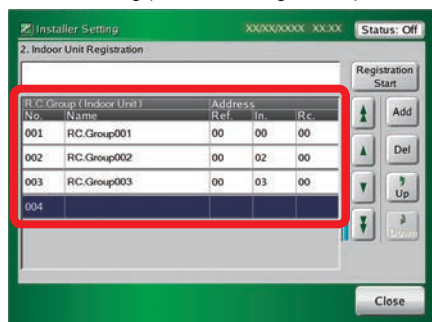 Installer Setting
XX/XX/XXXX XX:XX
Status: Off
2. Indoor Unit Registration
Registration
Start
R.C.Group ( Indoor Unit )
Address
No.
Name
Ref.
In.
Rc.
001
RC.Group001
00
00
00
002
RC.Group002
00
02
00
003
RC.Group003
00
03
00
004
Add
Del
Up
Down
Close